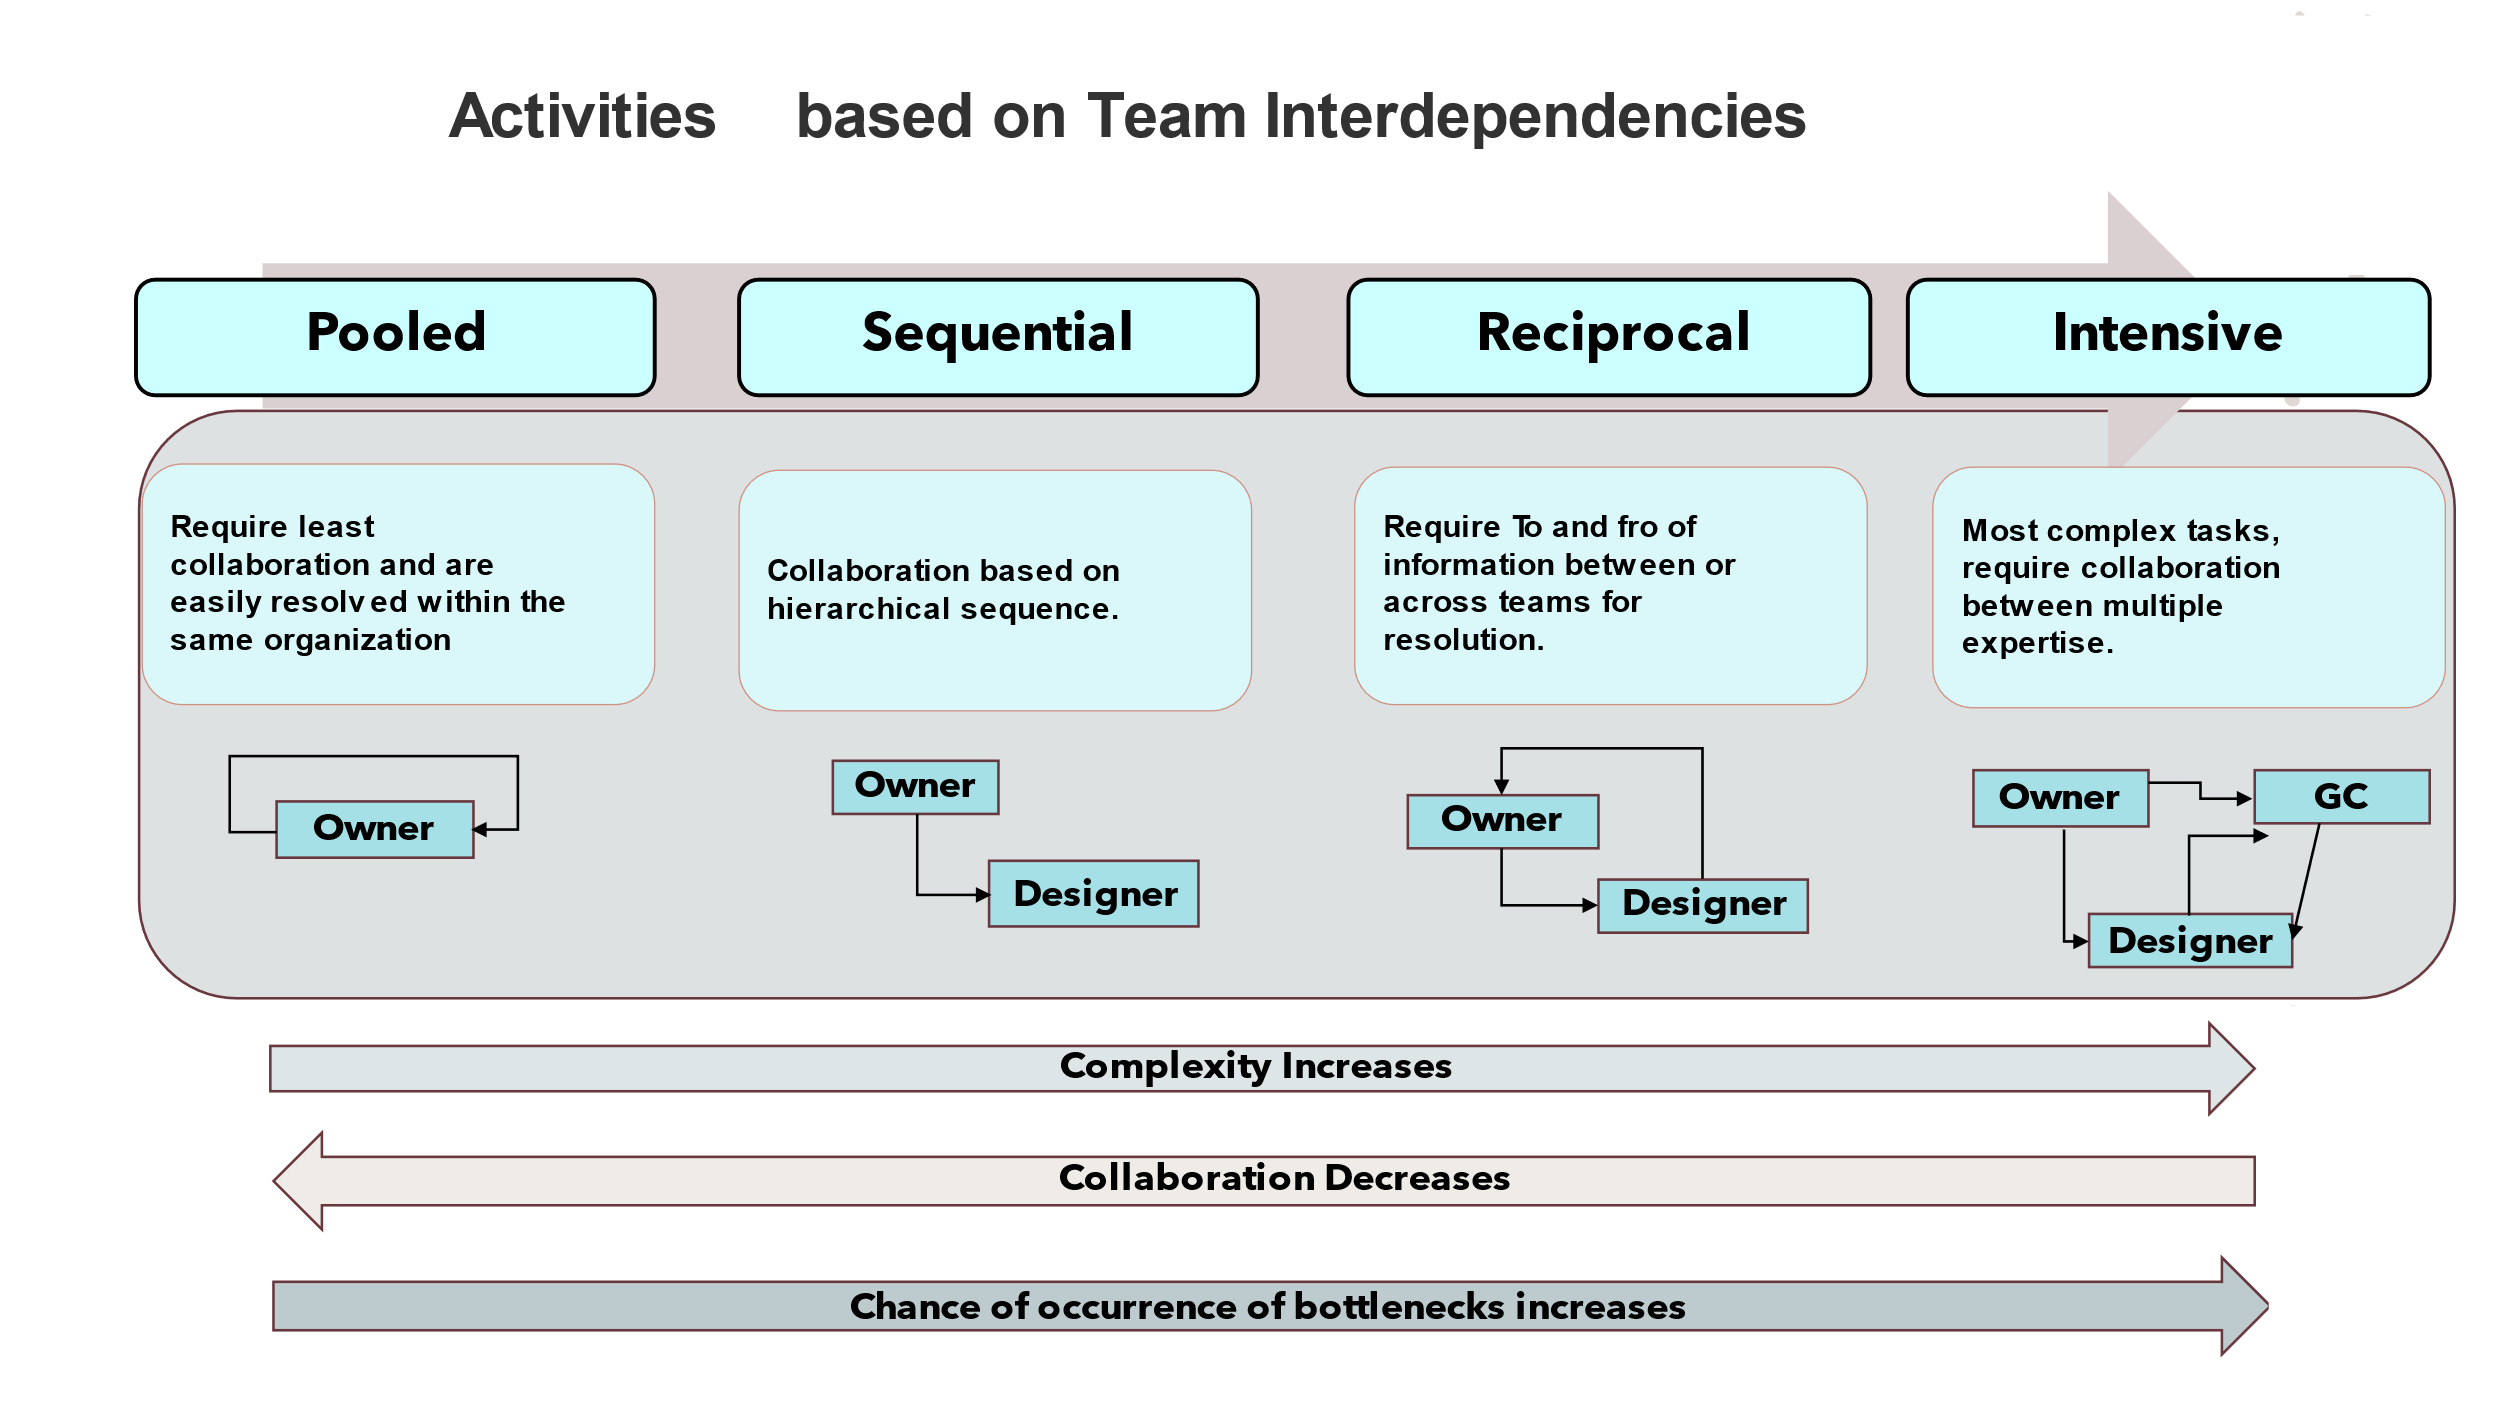 Activities based on Team Interdependencies
Pooled
Sequential
Reciprocal
Intensive
Require least
collaboration and are
easily resolved within the
same organization
Collaboration based on
hierarchical sequence.
Require To and fro of
information between or
across teams for
resolution.
Most complex tasks,
require collaboration
between multiple
expertise.
Owner
Owner
Designer
Owner
Designer
Owner
GC
Designer
Complexity Increases
Collaboration Decreases
Chance of occurrence of bottlenecks increases